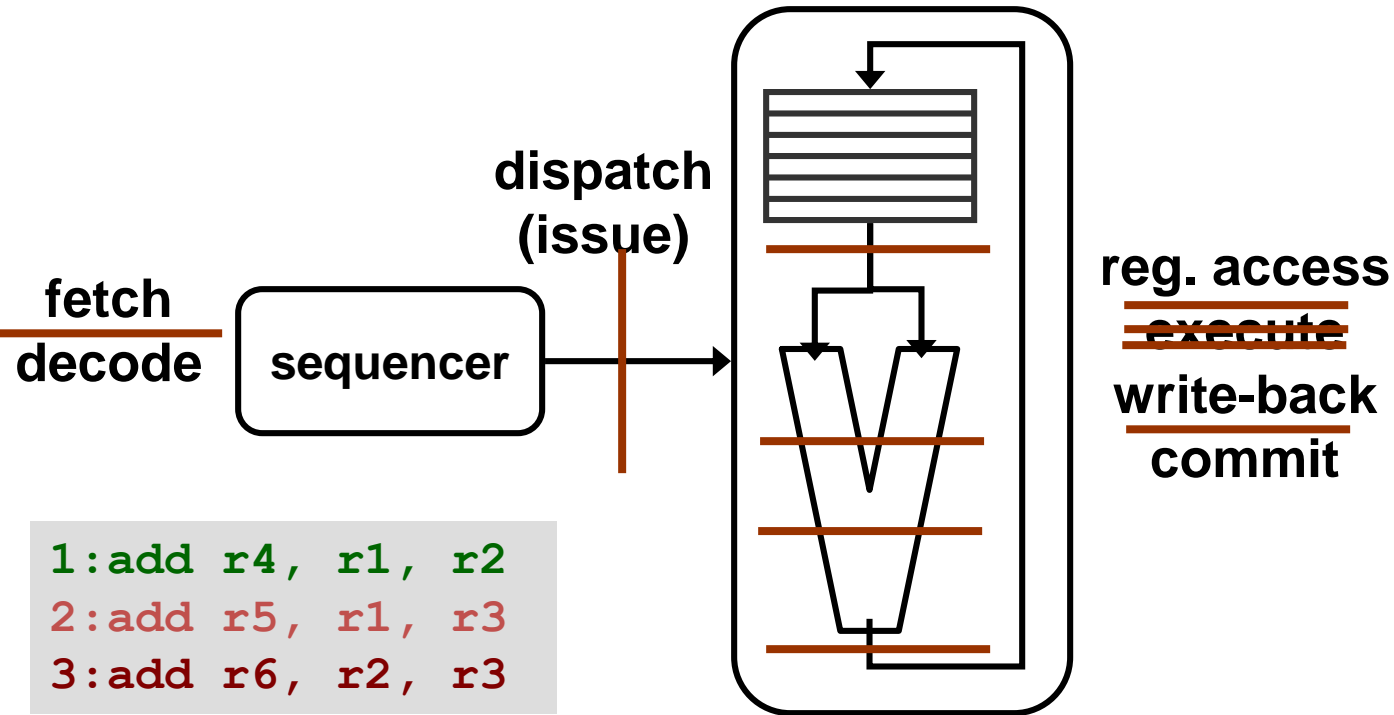 dispatch
(issue)
fetch
decode
sequencer
reg. access
execute
write-back
commit
1:add r4, r1, r2
2:add r5, r1, r3
3:add r6, r2, r3